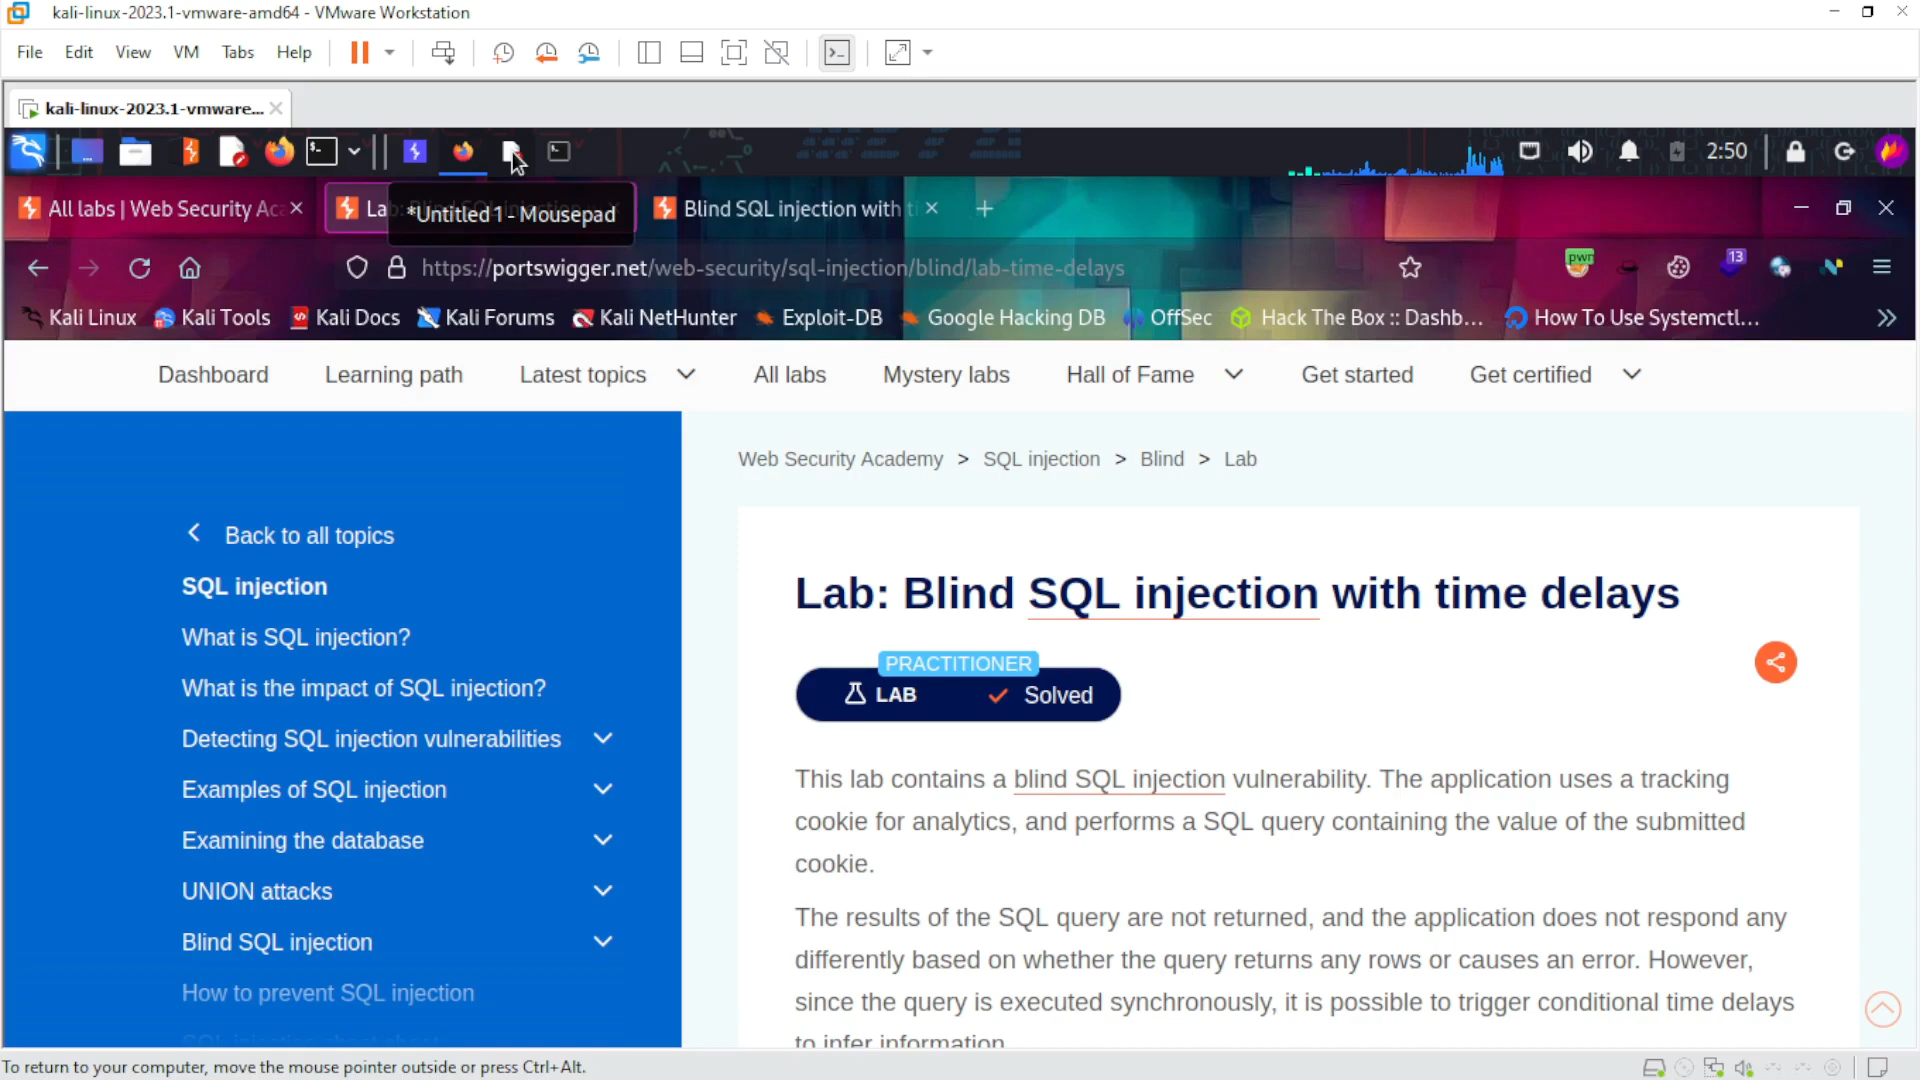 kali-linux-2023.1-vmware-amd64 - VMware Workstation
File Edit View VM Tabs Help
kali-linux-2023.1-vmware...
2:50
All labs | Web Security Ac
La
*Untitled 1 - Mousepad
Blind SQL injection with t
https://portswigger.net/web-security/sql-injection/blind/lab-time-delays
pwn
13
Kali Linux Kali Tools Kali Docs Kali Forums Kali NetHunter Exploit-DB Google Hacking DB OffSec Hack The Box :: Dashb... How To Use Systemctl...
Dashboard Learning path Latest topics All labs Mystery labs Hall of Fame Get started Get certified
Web Security Academy > SQL injection > Blind > Lab
Back to all topics
SQL injection
What is SQL injection?
What is the impact of SQL injection?
Detecting SQL injection vulnerabilities
Examples of SQL injection
Examining the database
UNION attacks
Blind SQL injection
How to prevent SQL injection
Lab: Blind SQL injection with time delays
PRACTITIONER
LAB Solved
This lab contains a blind SQL injection vulnerability. The application uses a tracking
cookie for analytics, and performs a SQL query containing the value of the submitted
cookie.
The results of the SQL query are not returned, and the application does not respond any
differently based on whether the query returns any rows or causes an error. However,
since the query is executed synchronously, it is possible to trigger conditional time delays
to infer information.
To return to your computer, move the mouse pointer outside or press Ctrl+Alt.